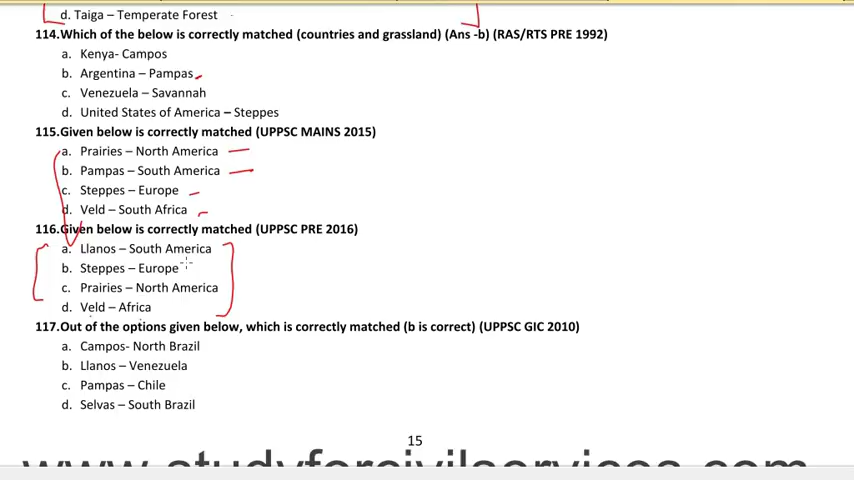 d. Taiga – Temperate Forest
114.Which of the below is correctly matched (countries and grassland) (Ans -b) (RAS/RTS PRE 1992)
a. Kenya- Campos
b. Argentina – Pampas
c. Venezuela – Savannah
d. United States of America – Steppes
115.Given below is correctly matched (UPPSC MAINS 2015)
a. Prairies – North America
b. Pampas – South America
c. Steppes – Europe
d. Veld – South Africa
116.Given below is correctly matched (UPPSC PRE 2016)
a. Llanos – South America
b. Steppes – Europe
c. Prairies – North America
d. Veld – Africa
117.Out of the options given below, which is correctly matched (b is correct) (UPPSC GIC 2010)
a. Campos- North Brazil
b. Llanos – Venezuela
c. Pampas – Chile
d. Selvas – South Brazil
15
www.studyforcivilservices.com